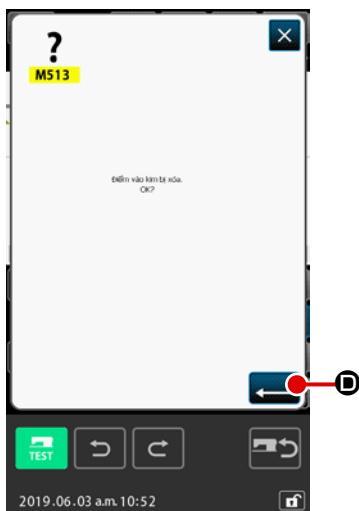 ?
M513
Điểm vào kim bị xóa.
OK?
D
TEST
2019.06.03 a.m.10:52